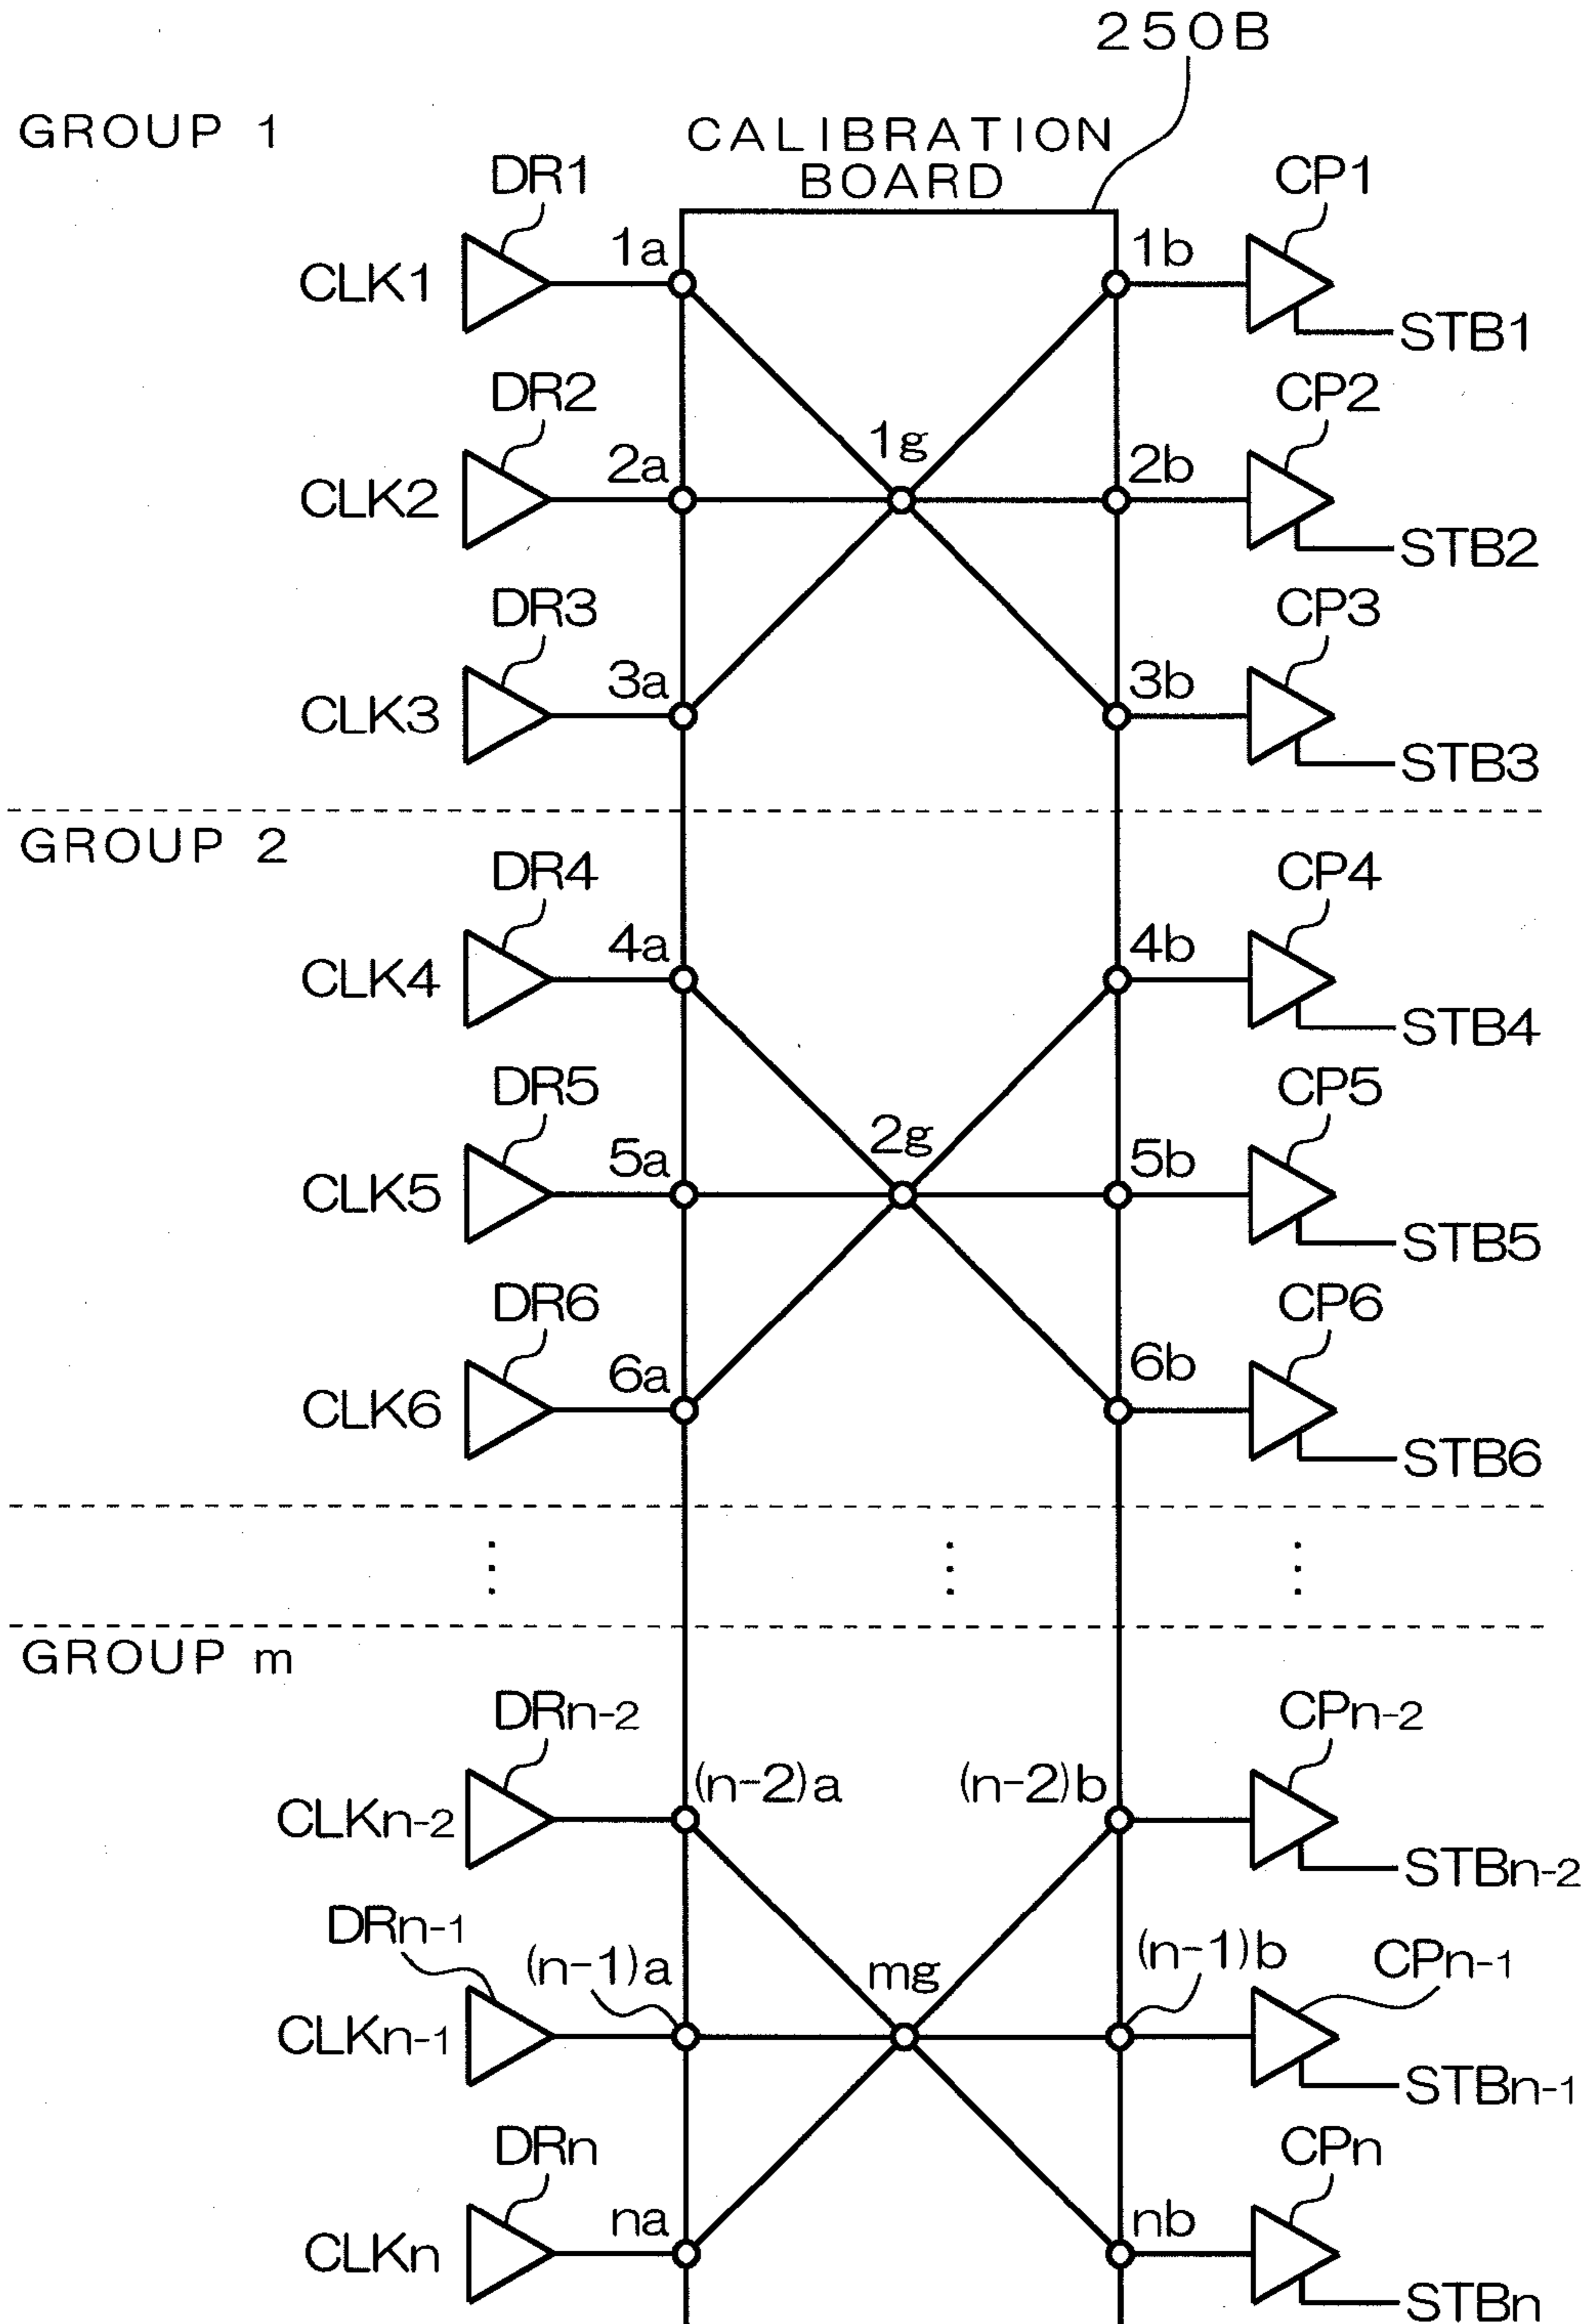 250B
GROUP 1
CALIBRATION
BOARD
DR1
CP1
1a
1b
CLK1
STB1
DR2
CP2
1g
2a
2b
CLK2
STB2
DR3
CP3
3a
3b
CLK3
STB3
GROUP 2
DR4
CP4
4a
4b
CLK4
STB4
DR5
CP5
2g
5a
5b
CLK5
STB5
DR6
CP6
6a
6b
CLK6
STB6
GROUP m
DRn-2
CPn-2
(n-2)a
(n-2)b
CLKn-2
STBn-2
DRn-1
(n-1)a
mg
(n-1)b
CPn-1
CLKn-1
STBn-1
DRn
CPn
na
nb
CLKn
STBn